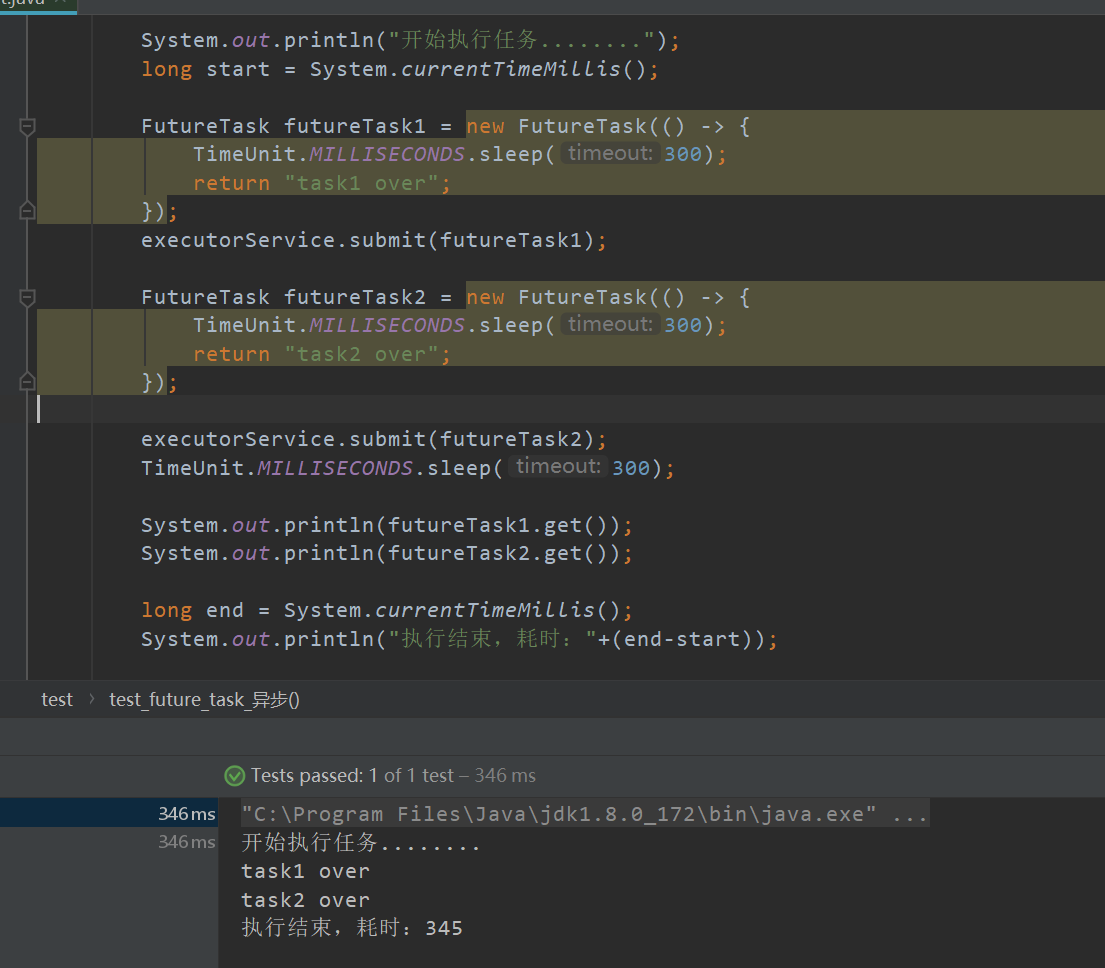 t.java
System.out.println("开始执行任务........");
long start = System.currentTimeMillis();
FutureTask futureTask1 = new FutureTask(() -> {
TimeUnit.MILLISECONDS.sleep( timeout: 300);
return "task1 over";
});
executorService.submit(futureTask1);
FutureTask futureTask2 = new FutureTask(() -> {
TimeUnit.MILLISECONDS.sleep( timeout: 300);
return "task2 over";
});
executorService.submit(futureTask2);
TimeUnit.MILLISECONDS.sleep( timeout: 300);
System.out.println(futureTask1.get());
System.out.println(futureTask2.get());
long end = System.currentTimeMillis();
System.out.println("执行结束，耗时："+(end-start));
test › test_future_task_异步()
Tests passed: 1 of 1 test – 346 ms
346 ms "C:\Program Files\Java\jdk1.8.0_172\bin\java.exe" ...
346 ms 开始执行任务........
task1 over
task2 over
执行结束，耗时：345